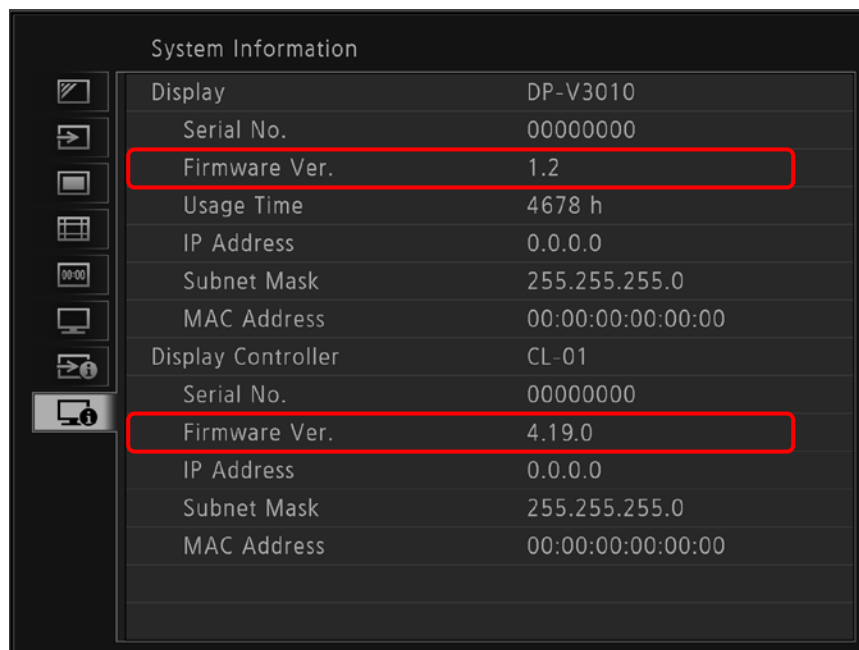 System Information
Display DP-V3010
Serial No. 00000000
Firmware Ver. 1.2
Usage Time 4678 h
IP Address 0.0.0.0
00:00 Subnet Mask 255.255.255.0
MAC Address 00:00:00:00:00:00
Display Controller CL-01
Serial No. 00000000
Firmware Ver. 4.19.0
IP Address 0.0.0.0
Subnet Mask 255.255.255.0
MAC Address 00:00:00:00:00:00